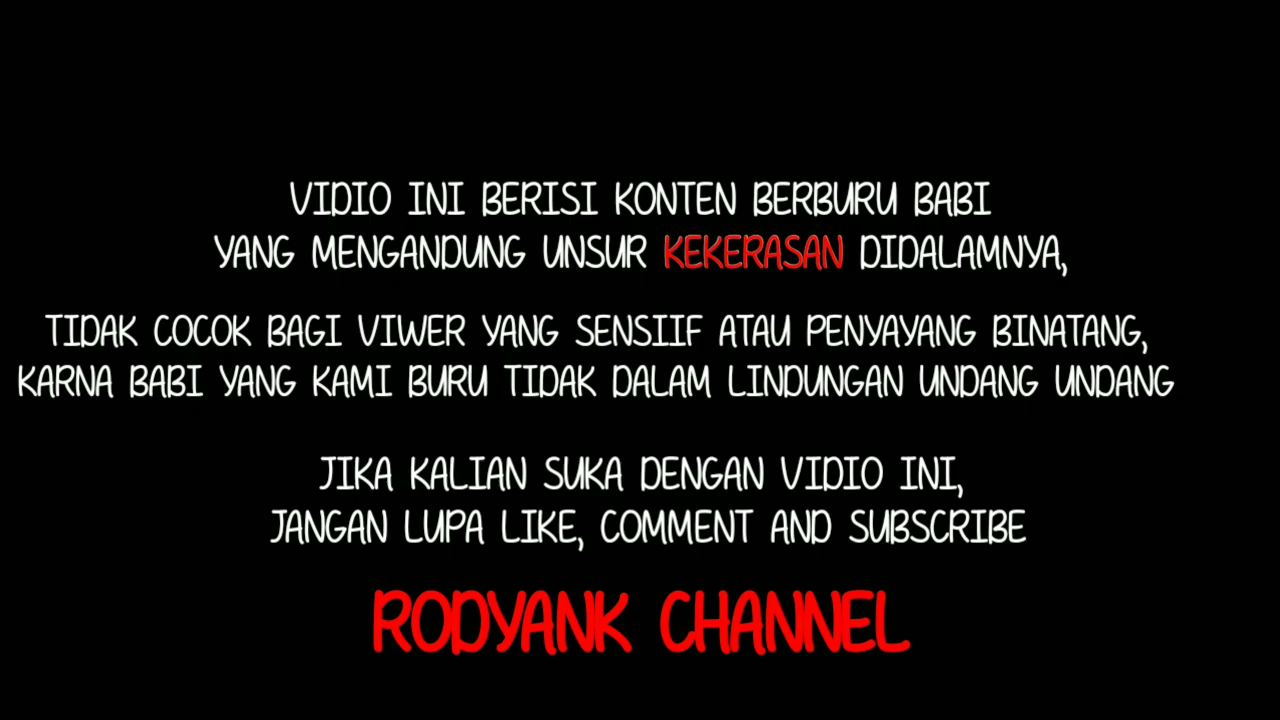 VIDIO INI BERISI KONTEN BERBURU BABI
YANG MENGANDUNG UNSUR KEKERASAN DIDALAMNYA,
TIDAK COCOK BAGI VIWER YANG SENSIIF ATAU PENYAYANG BINATANG,
KARNA BABI YANG KAMI BURU TIDAK DALAM LINDUNGAN UNDANG UNDANG
JIKA KALIAN SUKA DENGAN VIDIO INI,
JANGAN LUPA LIKE, COMMENT AND SUBSCRIBE
RODYANK CHANNEL